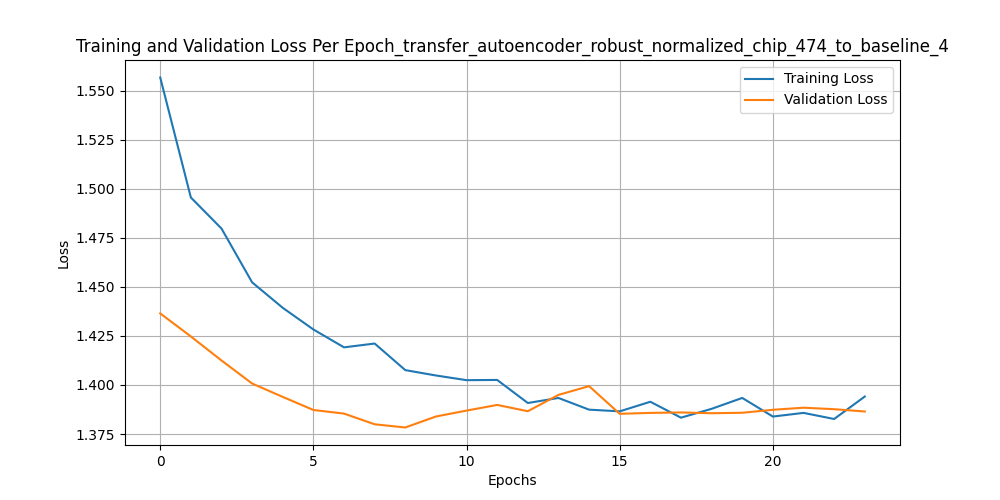 Training and Validation Loss Per Epoch_transfer_autoencoder_robust_normalized_chip_474_to_baseline_4
Training Loss
Validation Loss
1.550
1.525
1.500
1.475
1.450
1.425
1.400
1.375
Loss
0 5 10 15 20
Epochs